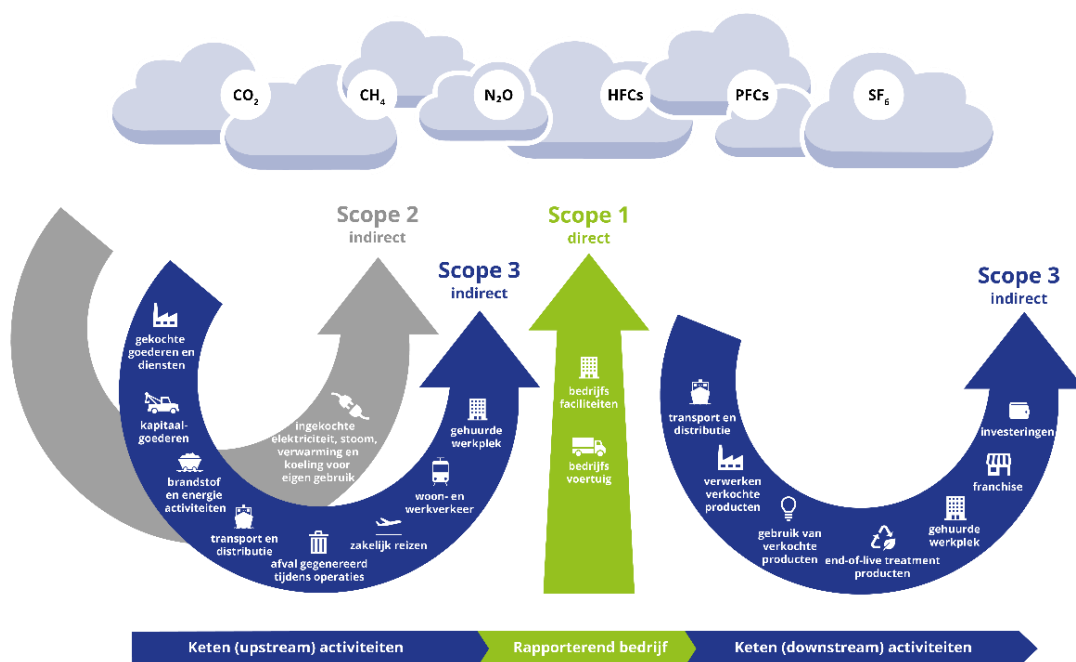 CO₂
CH₄
N₂O
HFCs
PFCs
SF₆
Scope 2
indirect
Scope 3
indirect
Scope 1
direct
Scope 3
indirect
gekochte
goederen en
diensten
kapitaal-
goederen
brandstof
en energie
activiteiten
transport en
distributie
afval gegenereerd
tijdens operaties
zakelijk reizen
woon- en
werkverkeer
gehuurde
werkplek
ingekochte
elektriciteit, stoom,
verwarming en
koeling voor
eigen gebruik
bedrijfs
faciliteiten
bedrijfs
voertuig
transport en
distributie
verwerken
verkochte
producten
gebruik van
verkochte
producten
end-of-live treatment
producten
gehuurde
werkplek
franchise
investeringen
Keten (upstream) activiteiten
Rapporterend bedrijf
Keten (downstream) activiteiten